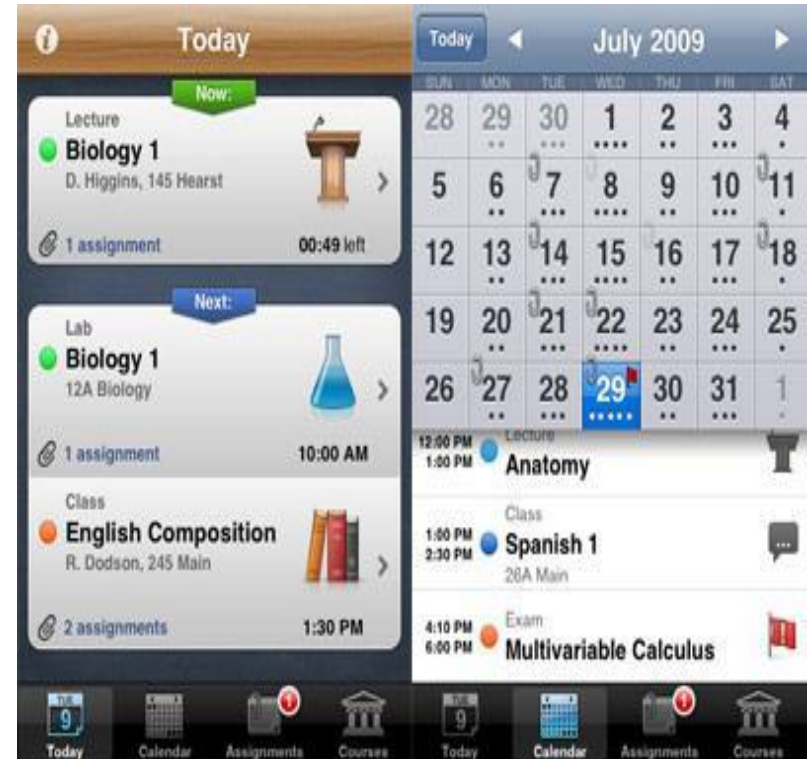 Today
Now:
Lecture
Biology 1
D. Higgins, 145 Hearst
1 assignment
00:49 left
Next:
Lab
Biology 1
12A Biology
1 assignment
10:00 AM
Class
English Composition
R. Dodson, 245 Main
2 assignments
1:30 PM
TUE
9
Today
Calendar
1
Assignments
Courses
Today
July 2009
SUN MON TUE WED THU FRI SAT
28 29 30 1 2 3 4
5 6 7 8 9 10 11
12 13 14 15 16 17 18
19 20 21 22 23 24 25
26 27 28 29 30 31 1
12:00 PM
1:00 PM
Lecture
Anatomy
1:00 PM
2:30 PM
Class
Spanish 1
26A Main
4:10 PM
6:00 PM
Exam
Multivariable Calculus
TUE
9
Today
Calendar
1
Assignments
Courses